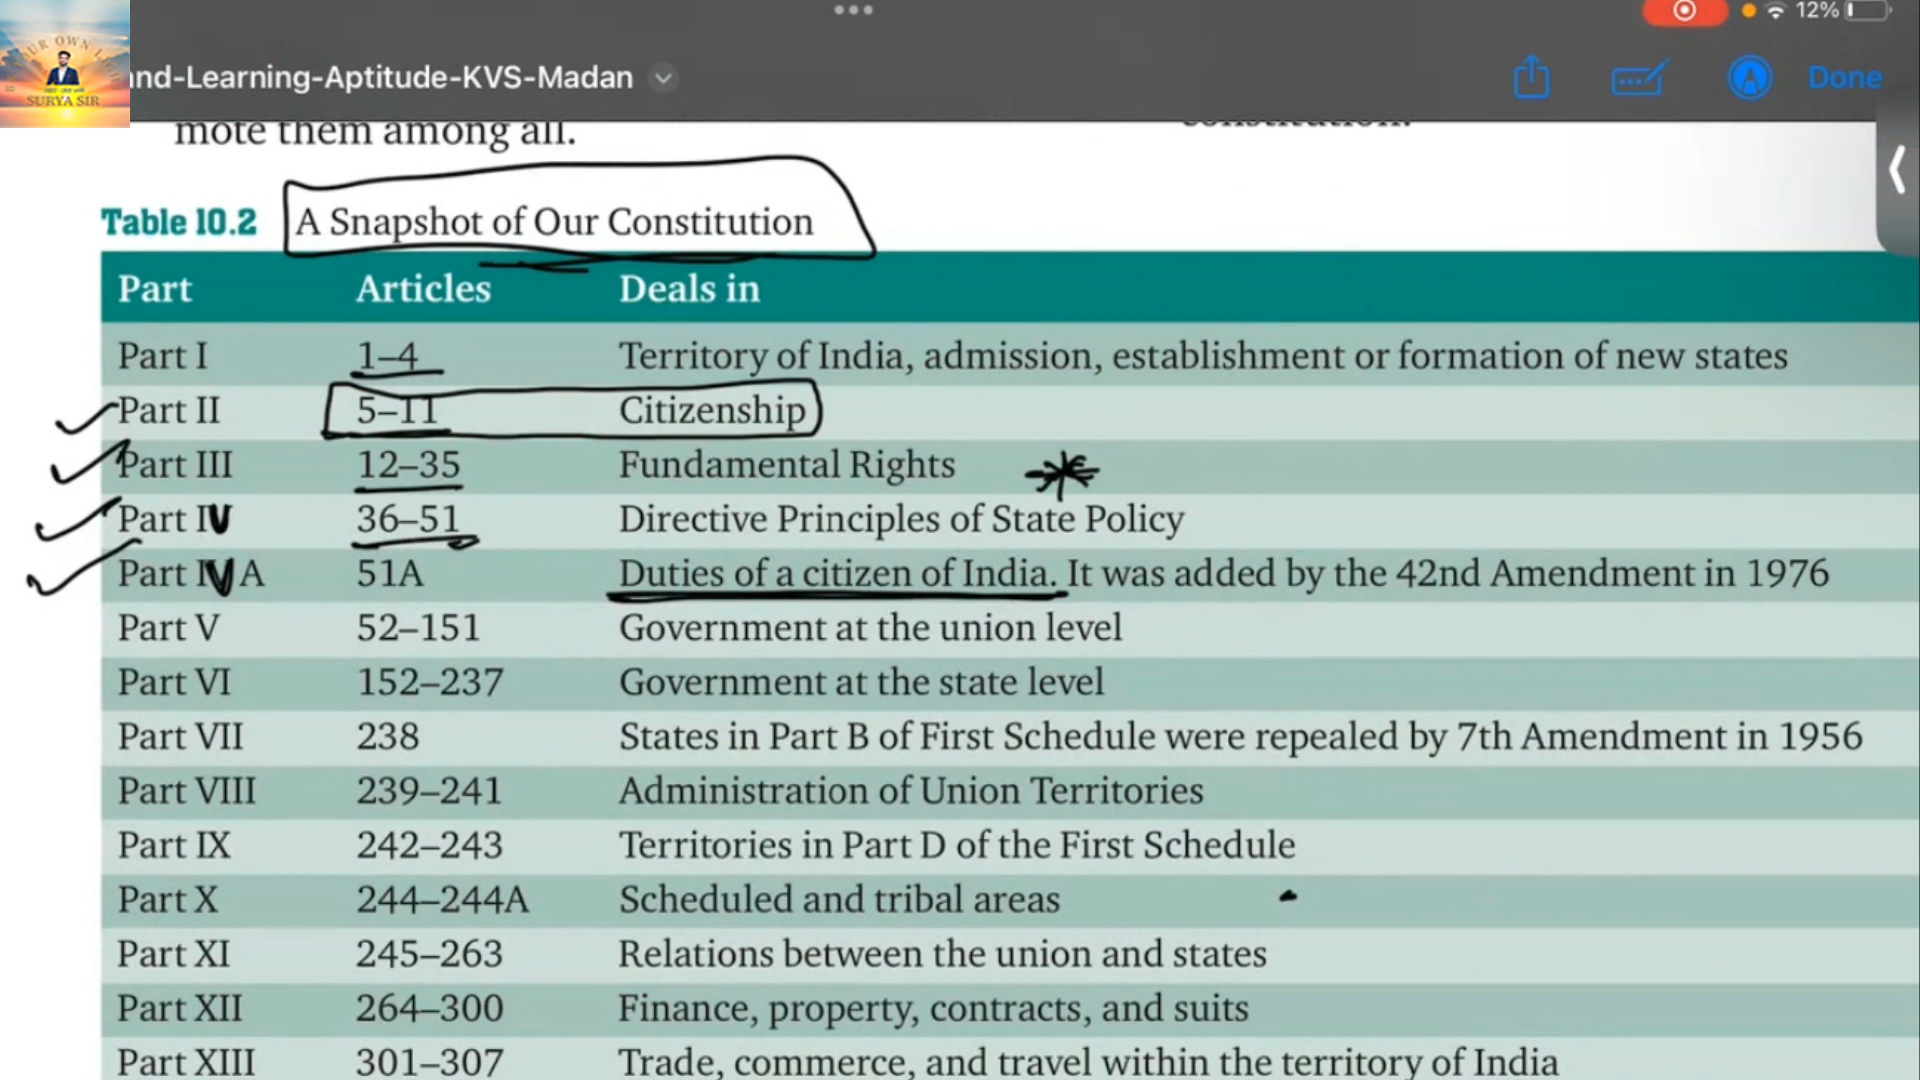 12%
UR OWN LIGH
SURYA SIR
and-Learning-Aptitude-KVS-Madan
Done
mote them among all.
constitution.
Table 10.2 A Snapshot of Our Constitution
Part Articles Deals in
Part I 1–4 Territory of India, admission, establishment or formation of new states
Part II 5–11 Citizenship
Part III 12–35 Fundamental Rights
Part IV 36–51 Directive Principles of State Policy
Part IV A 51A Duties of a citizen of India. It was added by the 42nd Amendment in 1976
Part V 52–151 Government at the union level
Part VI 152–237 Government at the state level
Part VII 238 States in Part B of First Schedule were repealed by 7th Amendment in 1956
Part VIII 239–241 Administration of Union Territories
Part IX 242–243 Territories in Part D of the First Schedule
Part X 244–244A Scheduled and tribal areas
Part XI 245–263 Relations between the union and states
Part XII 264–300 Finance, property, contracts, and suits
Part XIII 301–307 Trade, commerce, and travel within the territory of India